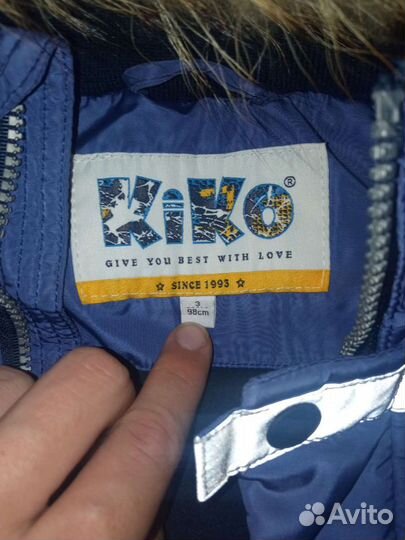 KiKO®
GIVE YOU BEST WITH LOVE
☆ SINCE 1993 ☆
3
98cm
Avito